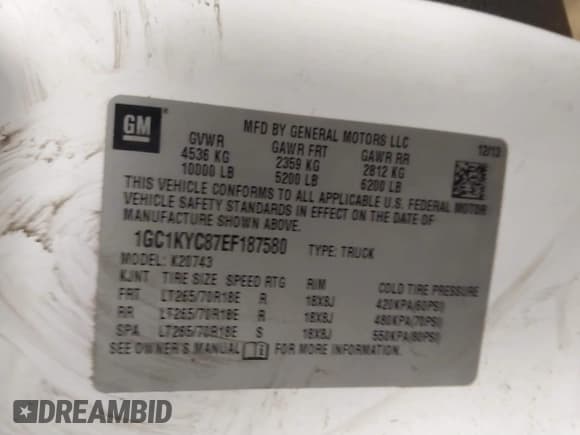 GM
MFD BY GENERAL MOTORS LLC
12/13
GVWR GAWR FRT GAWR RR
4536 KG 2359 KG 2812 KG
10000 LB 5200 LB 6200 LB
THIS VEHICLE CONFORMS TO ALL APPLICABLE U.S. FEDERAL MOTOR
VEHICLE SAFETY STANDARDS IN EFFECT ON THE DATE OF
MANUFACTURE SHOWN ABOVE.
1GC1KYC87EF187580 TYPE: TRUCK
MODEL: K20743
KJNT TIRE SIZE SPEED RTG RIM COLD TIRE PRESSURE
FRT LT265/70R18E R 18X8J 420KPA(60PSI)
RR LT265/70R18E R 18X8J 480KPA(70PSI)
SPA LT265/70R18E S 18X8J 550KPA(80PSI)
SEE OWNER'S MANUAL FOR MORE INFORMATION.
DREAMBID